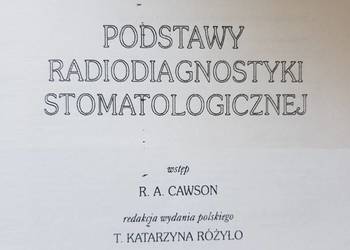 PODSTAWY
RADIODIAGNOSTYKI
STOMATOLOGICZNEJ
wstęp
R. A. CAWSON
redakcja wydania polskiego
T. KATARZYNA RÓŻYŁO